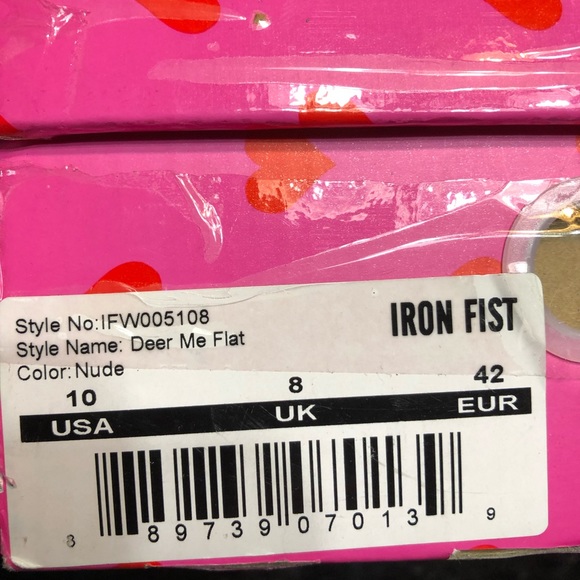 Style No:IFW005108
IRON FIST
Style Name: Deer Me Flat
Color:Nude
10 8 42
USA UK EUR
8 89739 07013 9